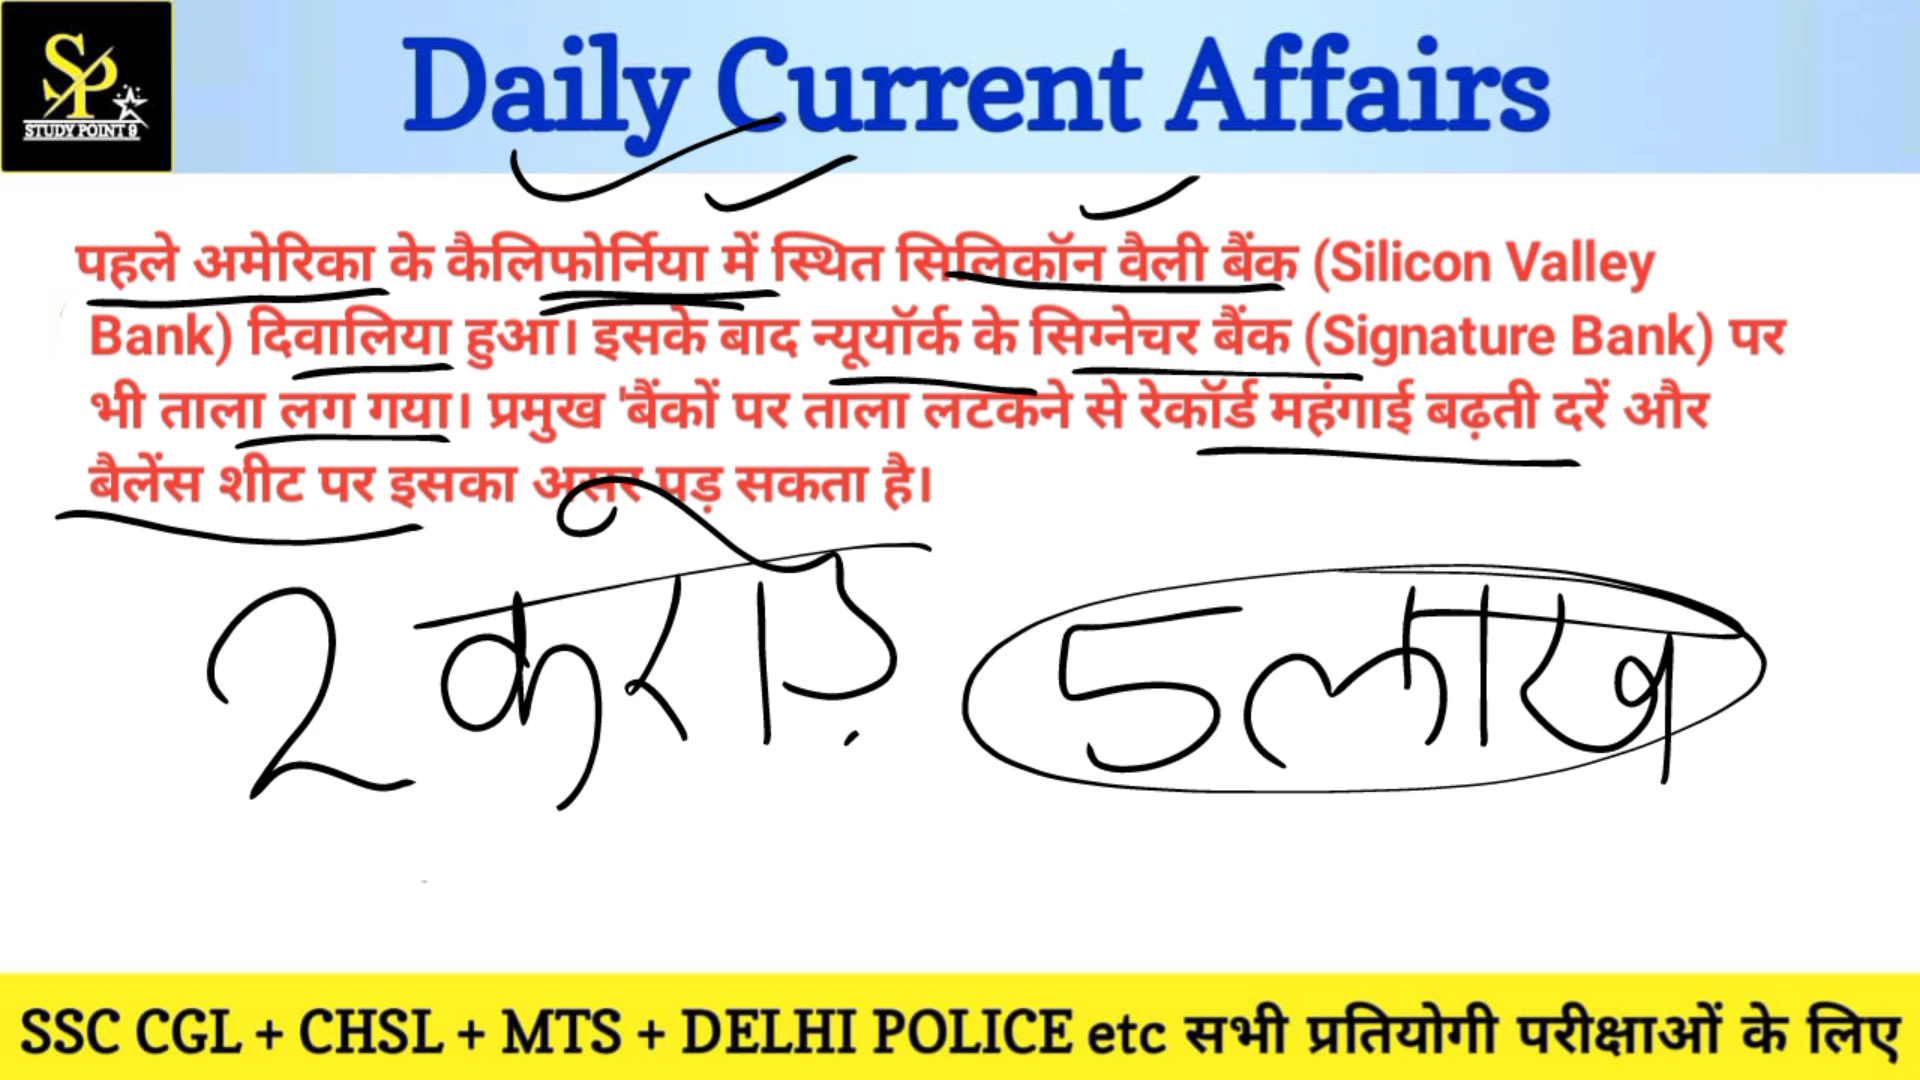 SP
STUDY POINT 9
Daily Current Affairs
पहले अमेरिका के कैलिफोर्निया में स्थित सिलिकॉन वैली बैंक (Silicon Valley
Bank) दिवालिया हुआ। इसके बाद न्यूयॉर्क के सिग्नेचर बैंक (Signature Bank) पर
भी ताला लग गया। प्रमुख 'बैंकों पर ताला लटकने से रेकॉर्ड महंगाई बढ़ती दरें और
बैलेंस शीट पर इसका असर पड़ सकता है।
2 करोड़ 5 लाख
SSC CGL + CHSL + MTS + DELHI POLICE etc सभी प्रतियोगी परीक्षाओं के लिए